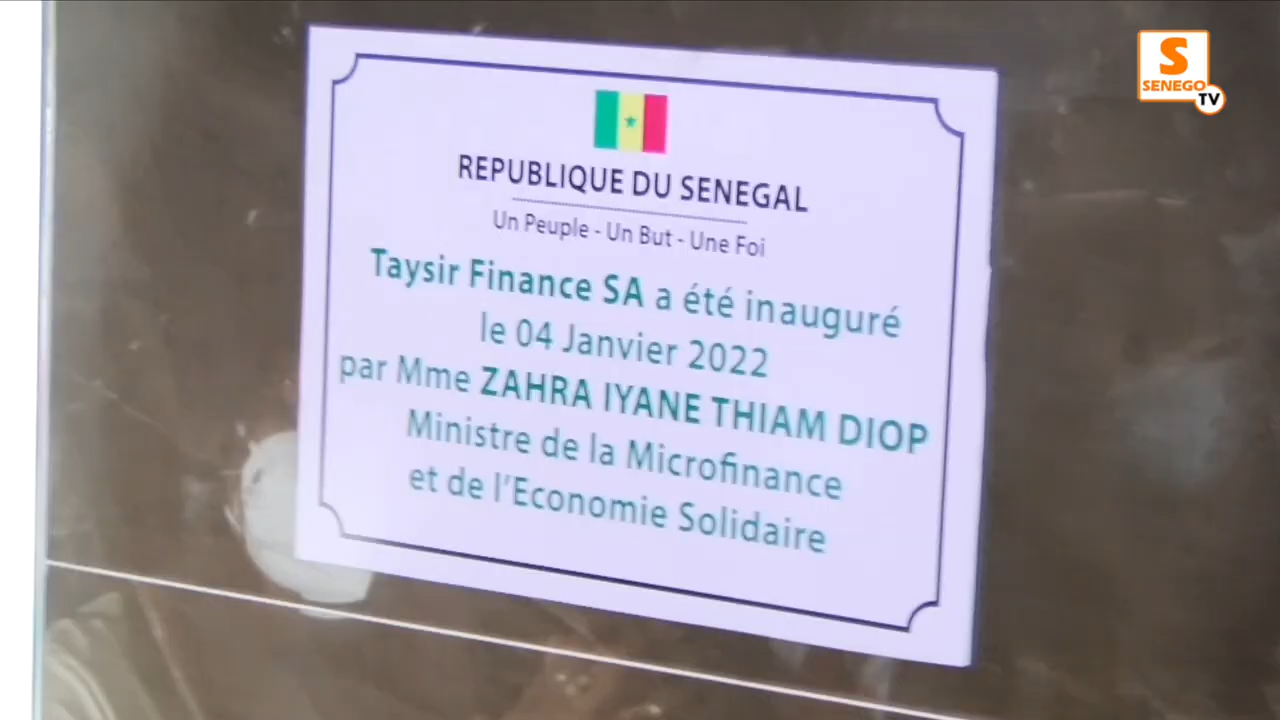 S
SENEGO
TV
REPUBLIQUE DU SENEGAL
Un Peuple - Un But - Une Foi
Taysir Finance SA a été inauguré
le 04 Janvier 2022
par Mme ZAHRA IYANE THIAM DIOP
Ministre de la Microfinance
et de l'Economie Solidaire